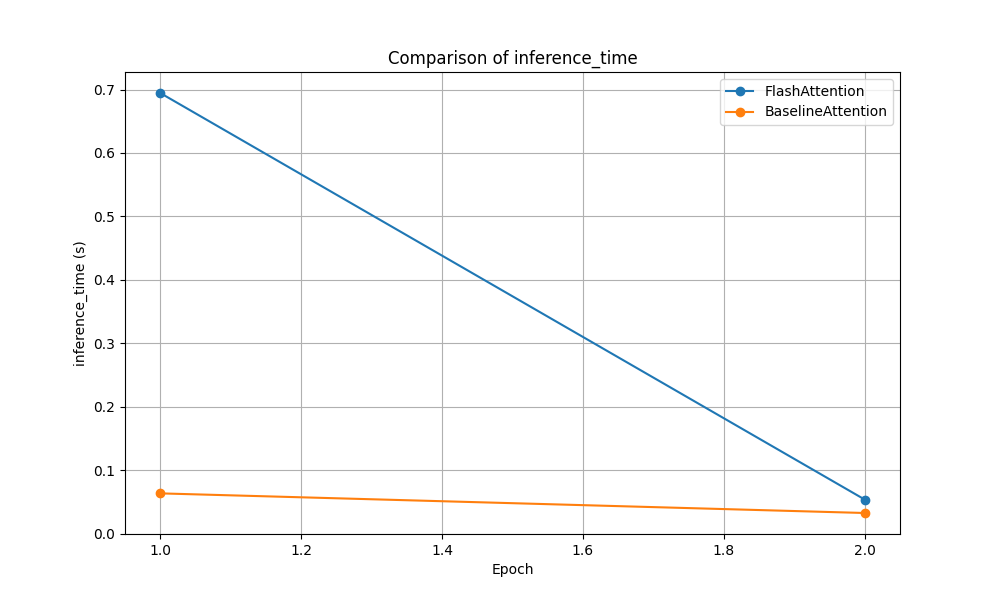 Comparison of inference_time
FlashAttention
BaselineAttention
inference_time (s)
0.7
0.6
0.5
0.4
0.3
0.2
0.1
0.0
1.0 1.2 1.4 1.6 1.8 2.0
Epoch